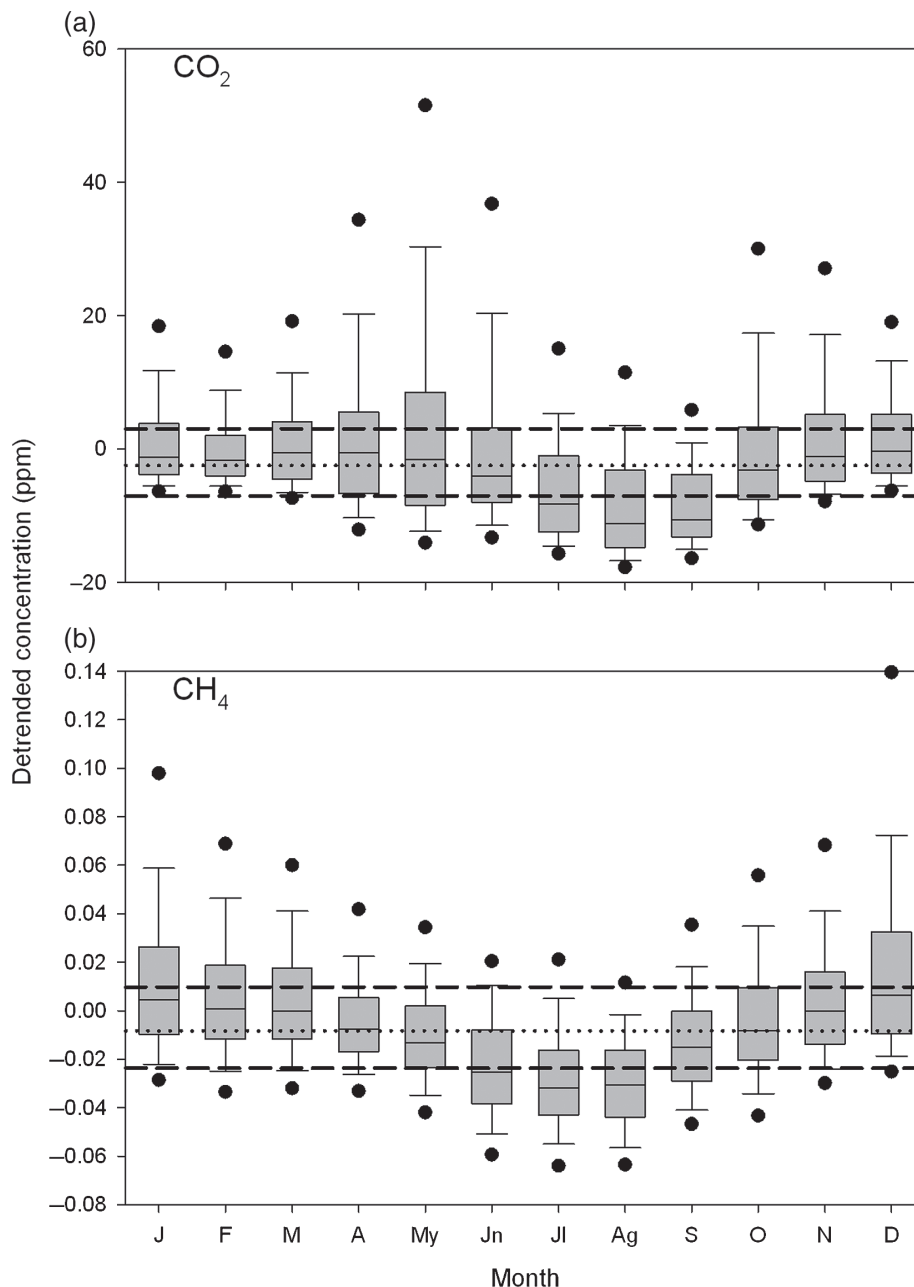 (a)
CO₂
60
40
20
0
–20
(b)
CH₄
0.14
0.12
0.10
0.08
0.06
0.04
0.02
0.00
–0.02
–0.04
–0.06
–0.08
Detrended concentration (ppm)
J F M A My Jn Jl Ag S O N D
Month